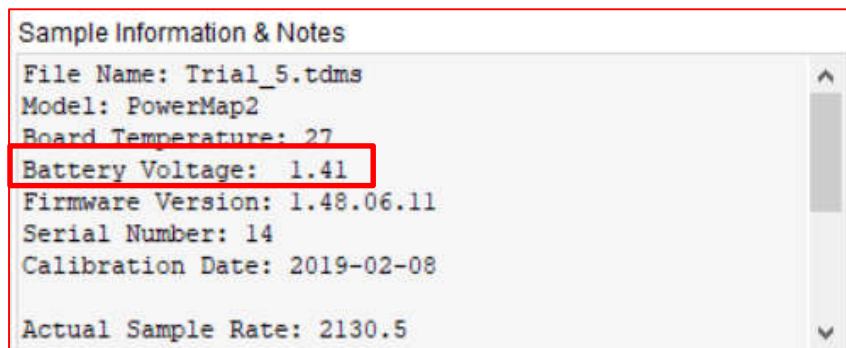 Sample Information & Notes
File Name: Trial_5.tdms
Model: PowerMap2
Board Temperature: 27
Battery Voltage:  1.41
Firmware Version: 1.48.06.11
Serial Number: 14
Calibration Date: 2019-02-08
Actual Sample Rate: 2130.5